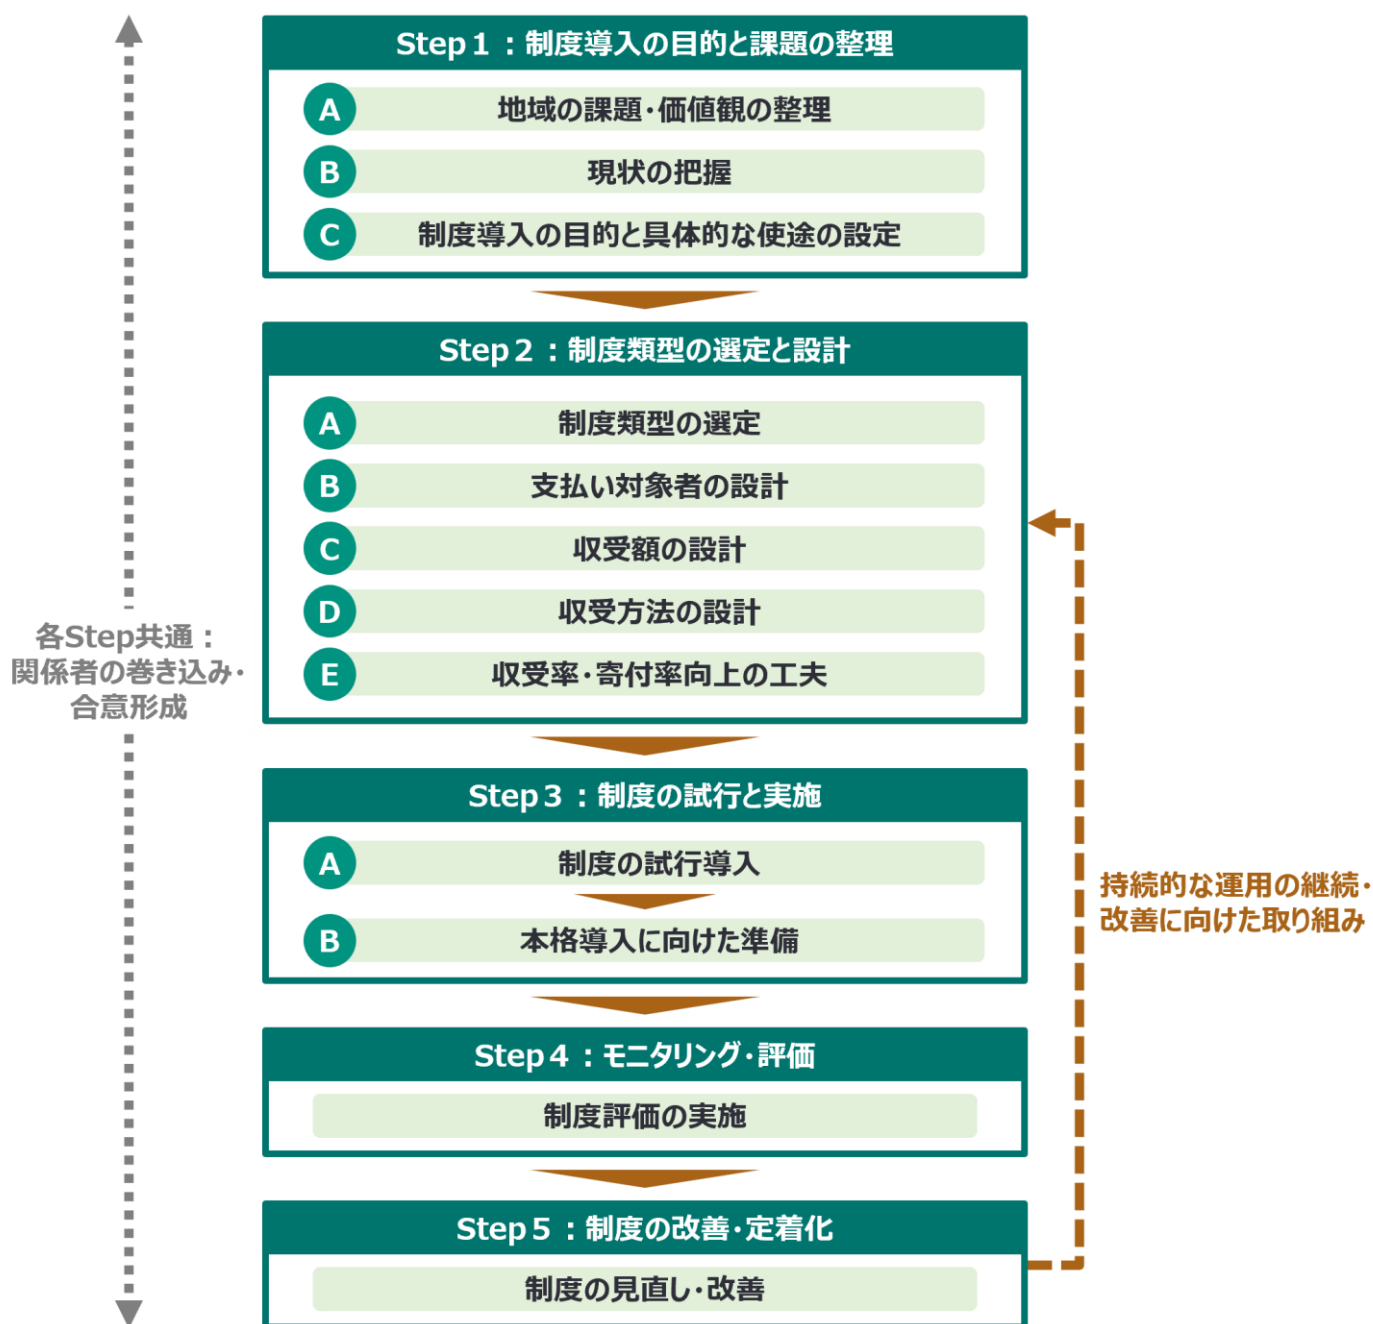 Step１：制度導入の目的と課題の整理
A 地域の課題・価値観の整理
B 現状の把握
C 制度導入の目的と具体的な使途の設定
Step２：制度類型の選定と設計
A 制度類型の選定
B 支払い対象者の設計
C 収受額の設計
D 収受方法の設計
E 収受率・寄付率向上の工夫
各Step共通：
関係者の巻き込み・
合意形成
Step３：制度の試行と実施
A 制度の試行導入
B 本格導入に向けた準備
持続的な運用の継続・
改善に向けた取り組み
Step４：モニタリング・評価
制度評価の実施
Step５：制度の改善・定着化
制度の見直し・改善